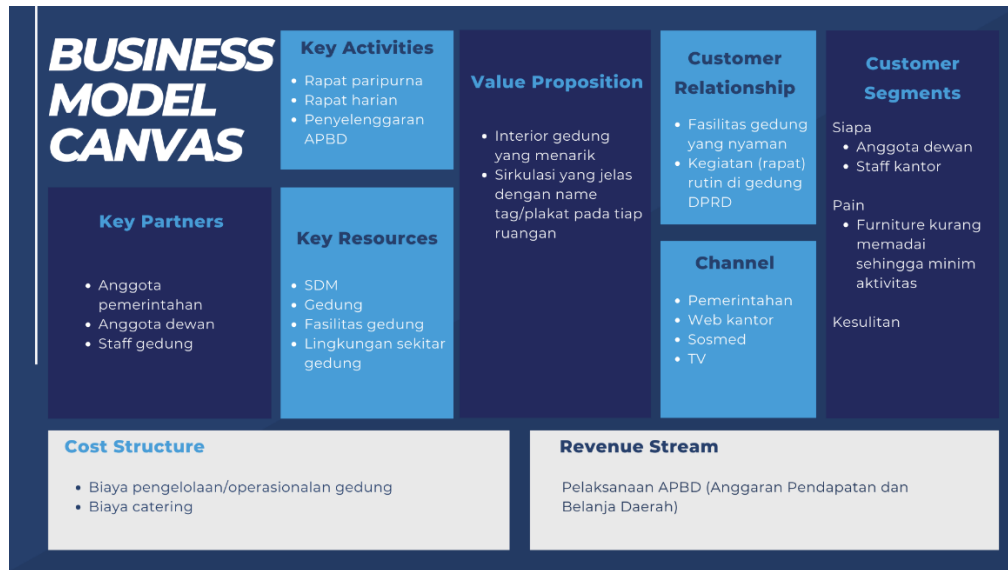 BUSINESS
MODEL
CANVAS
Key Activities
• Rapat paripurna
• Rapat harian
• Penyelenggaran
APBD
Value Proposition
• Interior gedung
yang menarik
• Sirkulasi yang jelas
dengan name
tag/plakat pada tiap
ruangan
Customer
Relationship
• Fasilitas gedung
yang nyaman
• Kegiatan (rapat)
rutin di gedung
DPRD
Customer
Segments
Siapa
• Anggota dewan
• Staff kantor
Pain
• Furniture kurang
memadai
sehingga minim
aktivitas
Kesulitan
Key Partners
• Anggota
pemerintahan
• Anggota dewan
• Staff gedung
Key Resources
• SDM
• Gedung
• Fasilitas gedung
• Lingkungan sekitar
gedung
Channel
• Pemerintahan
• Web kantor
• Sosmed
• TV
Cost Structure
• Biaya pengelolaan/operasionalan gedung
• Biaya catering
Revenue Stream
Pelaksanaan APBD (Anggaran Pendapatan dan
Belanja Daerah)